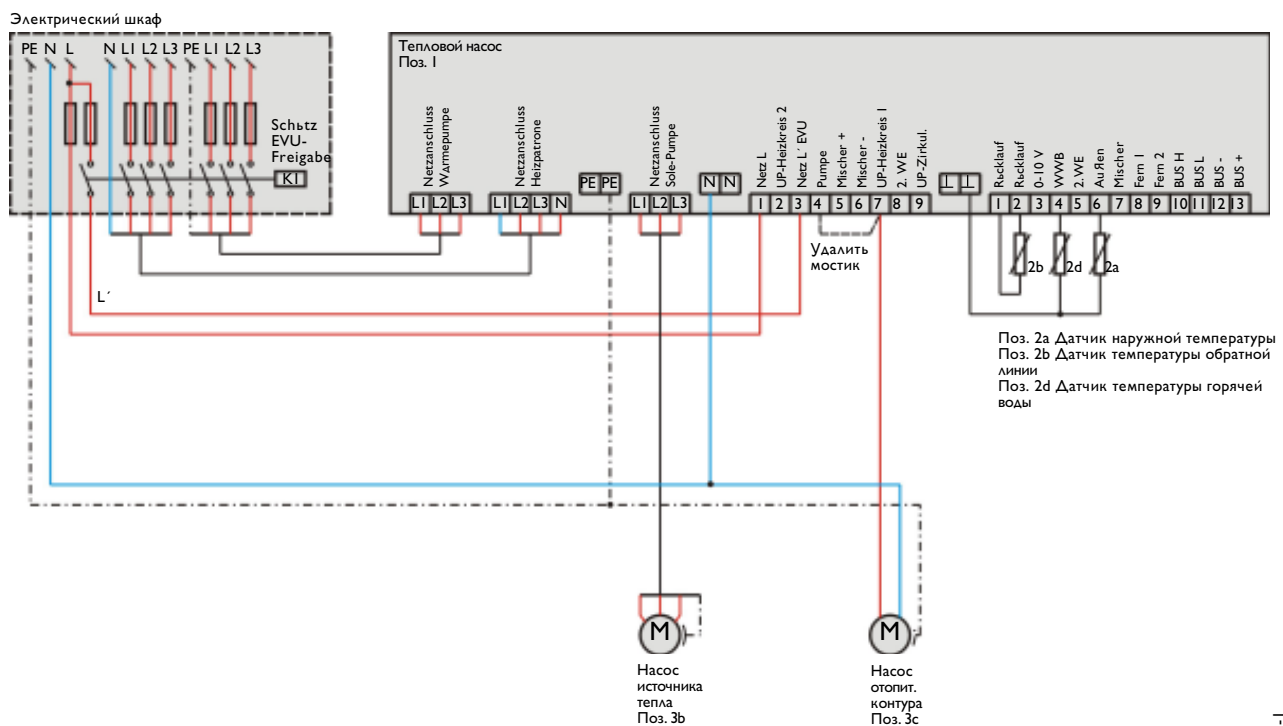 Электрический шкаф
PE N L N L1 L2 L3 PE L1 L2 L3
Schьtz
EVU-
Freigabe
K1
L´
Тепловой насос
Поз. 1
Netzanschluss
Wдrmepumpe
L1 L2 L3
Netzanschluss
Heizpatrone
L1 L2 L3 N
PE PE
Netzanschluss
Sole-Pumpe
L1 L2 L3
N N
Netz L
UP-Heizkreis 2
Netz L´ EVU
Pumpe
Mischer +
Mischer -
UP-Heizkreis 1
2. WE
UP-Zirkul.
1 2 3 4 5 6 7 8 9
Удалить
мостик
Rьcklauf
Rьcklauf
0-10 V
WWB
2.WE
AuЯen
Mischer
Fern 1
Fern 2
BUS H
BUS L
BUS -
BUS +
1 2 3 4 5 6 7 8 9 10 11 12 13
2b 2d 2a
Поз. 2a Датчик наружной температуры
Поз. 2b Датчик температуры обратной
линии
Поз. 2d Датчик температуры горячей
воды
M
Насос
источника
тепла
Поз. 3b
M
Насос
отопит.
контура
Поз. 3c